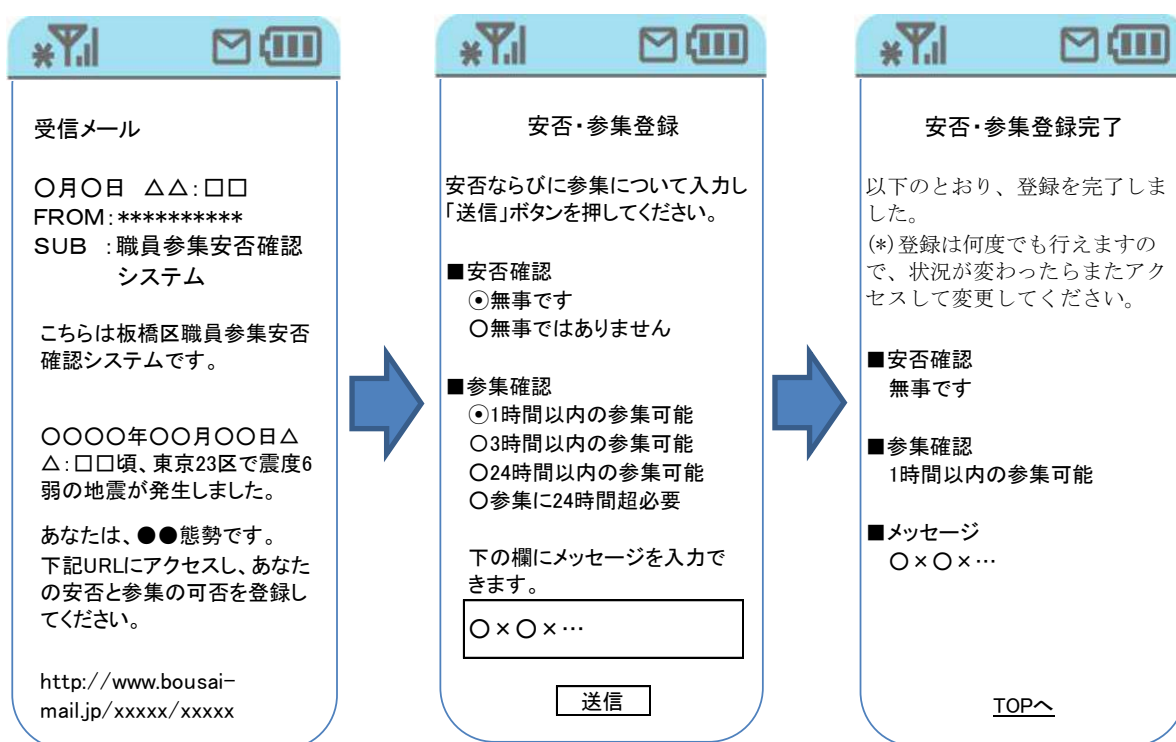 受信メール
〇月〇日 △△：□□
FROM：**********
SUB ：職員参集安否確認
システム
こちらは板橋区職員参集安否
確認システムです。
〇〇〇〇年〇〇月〇〇日△
△：□□頃、東京23区で震度6
弱の地震が発生しました。
あなたは、●●態勢です。
下記URLにアクセスし、あなた
の安否と参集の可否を登録し
てください。
http://www.bousai-
mail.jp/xxxxx/xxxxx
安否・参集登録
安否ならびに参集について入力し
「送信」ボタンを押してください。
■安否確認
⦿無事です
〇無事ではありません
■参集確認
⦿1時間以内の参集可能
〇3時間以内の参集可能
〇24時間以内の参集可能
〇参集に24時間超必要
下の欄にメッセージを入力で
きます。
〇×〇×…
送信
安否・参集登録完了
以下のとおり、登録を完了しま
した。
(*)登録は何度でも行えますの
で、状況が変わったらまたアク
セスして変更してください。
■安否確認
無事です
■参集確認
1時間以内の参集可能
■メッセージ
〇×〇×…
TOPへ